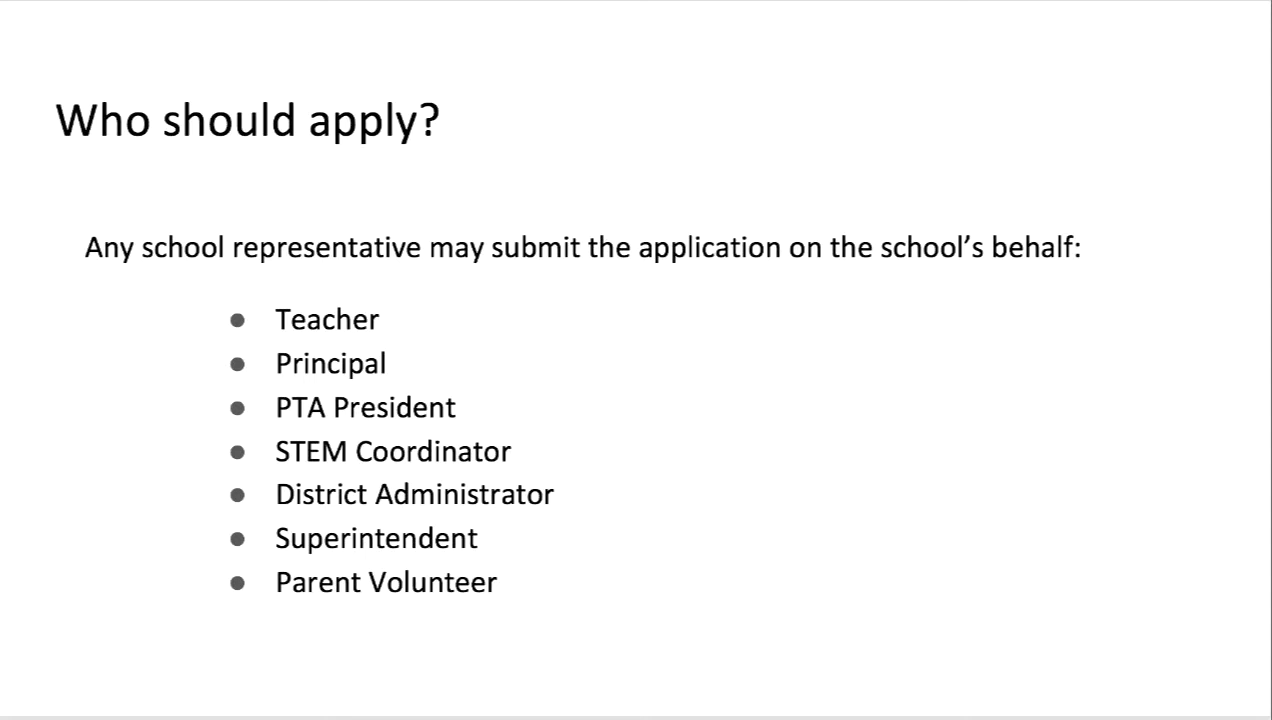 Who should apply?
Any school representative may submit the application on the school’s behalf:
● Teacher
● Principal
● PTA President
● STEM Coordinator
● District Administrator
● Superintendent
● Parent Volunteer